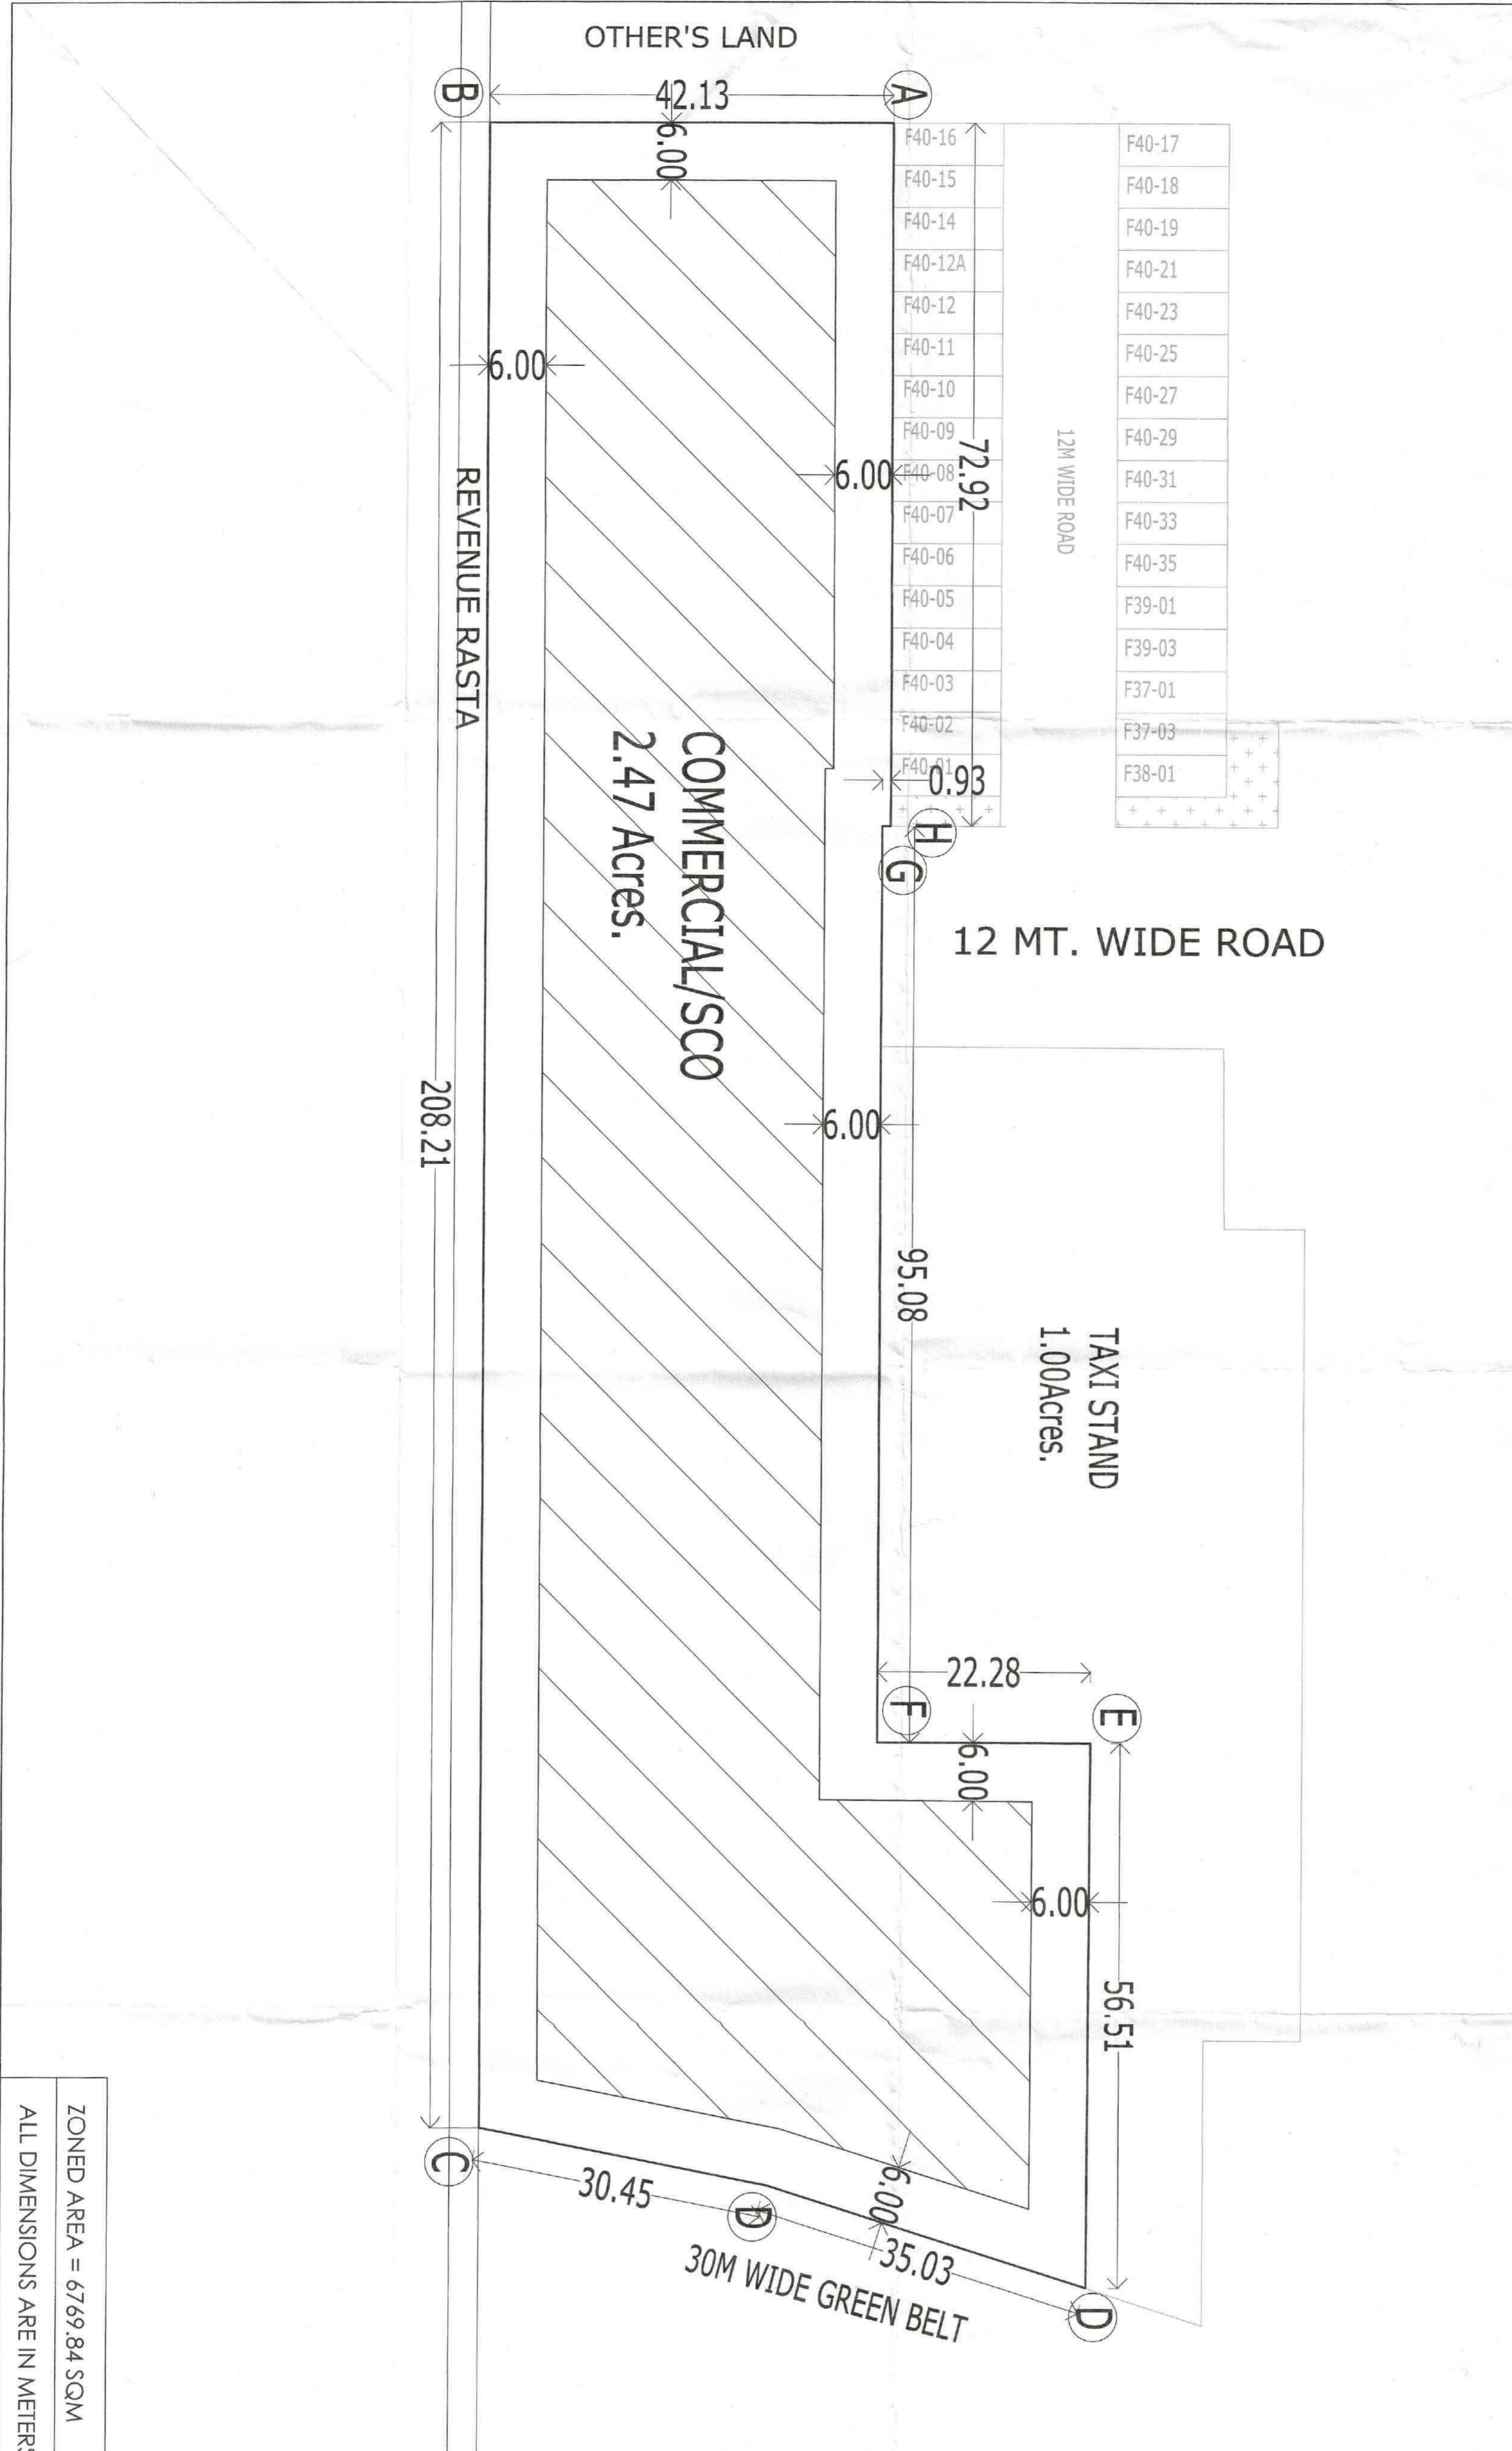 OTHER'S LAND
B
42.13
A
6.00
F40-16
F40-15
F40-14
F40-12A
F40-12
F40-11
F40-10
F40-09
F40-08
F40-07
F40-06
F40-05
F40-04
F40-03
F40-02
F40-01
72.92
12M WIDE ROAD
F40-17
F40-18
F40-19
F40-21
F40-23
F40-25
F40-27
F40-29
F40-31
F40-33
F40-35
F39-01
F39-03
F37-01
F37-03
F38-01
6.00
6.00
0.93
H
G
REVENUE RASTA
COMMERCIAL/SCO
2.47 Acres.
12 MT. WIDE ROAD
208.21
6.00
95.08
TAXI STAND
1.00Acres.
22.28
F
E
6.00
6.00
56.51
C
30.45
D
6.00
35.03
D
30M WIDE GREEN BELT
ZONED AREA = 6769.84 SQM
ALL DIMENSIONS ARE IN METERS